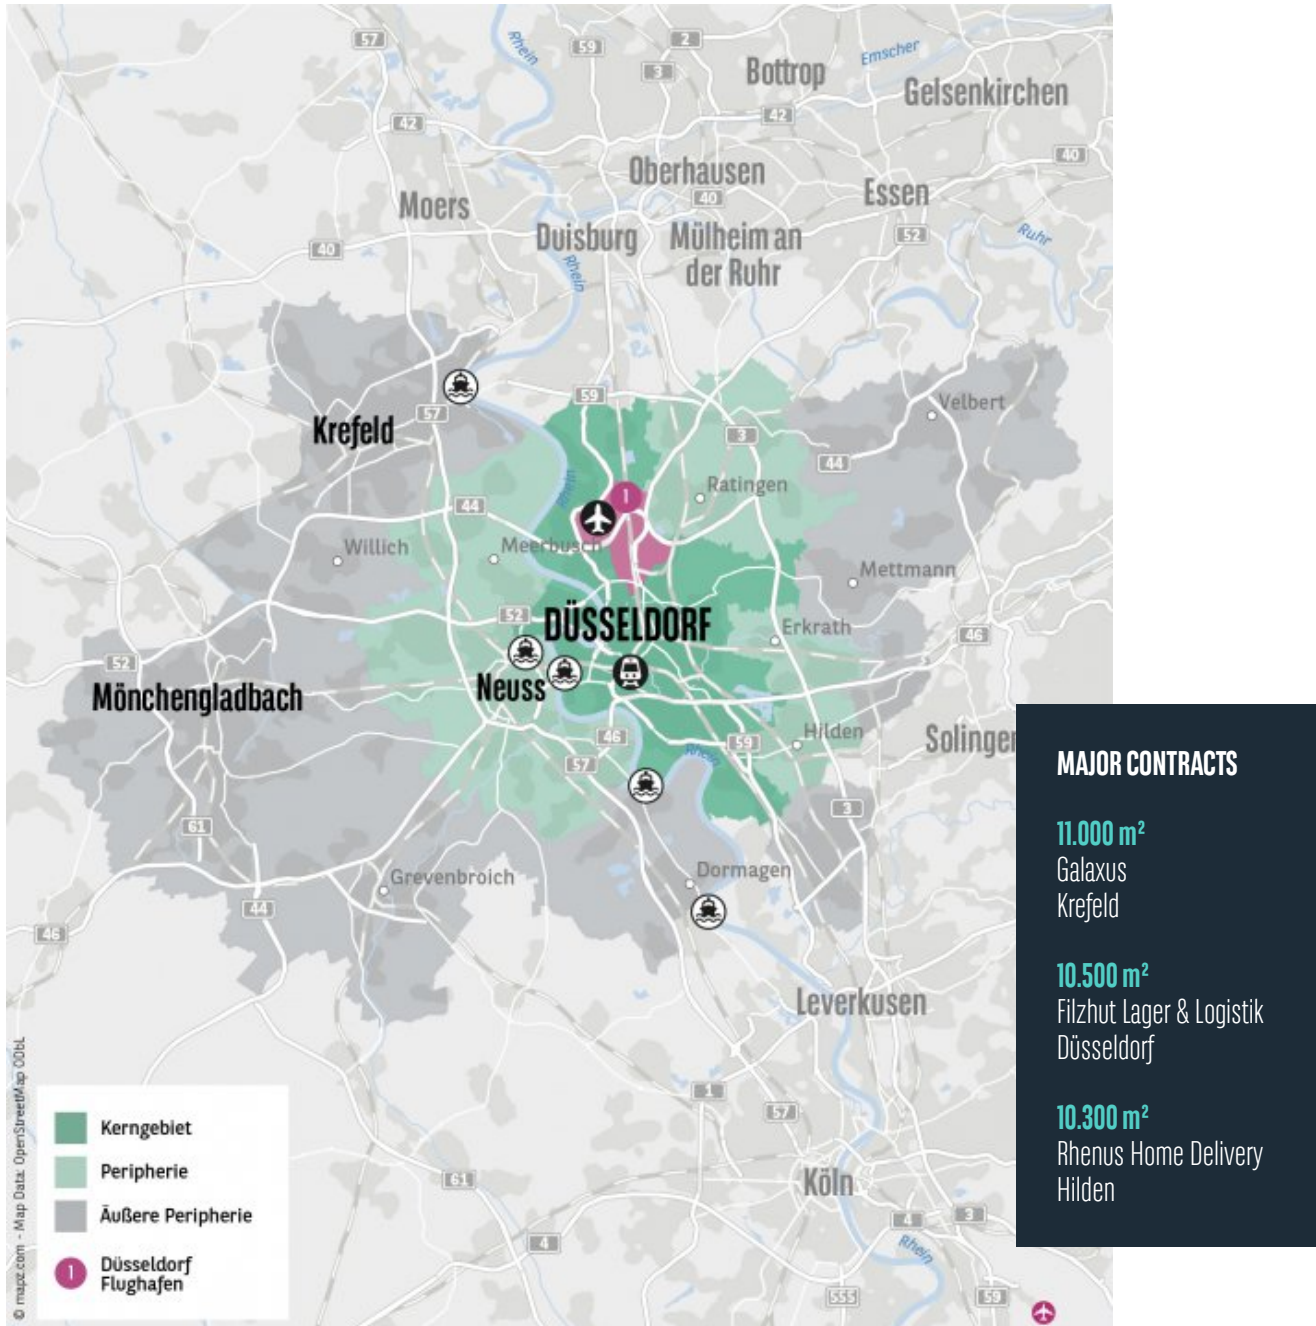 57
Rhein
59
2
3
Bottrop
Emscher
Gelsenkirchen
42
42
40
Oberhausen
40
Essen
Moers
Duisburg
Mülheim an
der Ruhr
52
Ruhr
40
Rhein
59
Velbert
57
Krefeld
3
44
Rhein
Ratingen
1
44
Willich
Meerbusch
Mettmann
52
DÜSSELDORF
Erkrath
46
52
Neuss
Mönchengladbach
46
59
Rhein
Hilden
Solingen
57
3
61
Grevenbroich
Dormagen
44
46
Leverkusen
1
57
61
Köln
4
3
4
Rhein
555
59
Kerngebiet
Peripherie
Äußere Peripherie
1
Düsseldorf
Flughafen
© mapz.com - Map Data: OpenStreetMap ODbL
MAJOR CONTRACTS
11.000 m²
Galaxus
Krefeld
10.500 m²
Filzhut Lager & Logistik
Düsseldorf
10.300 m²
Rhenus Home Delivery
Hilden